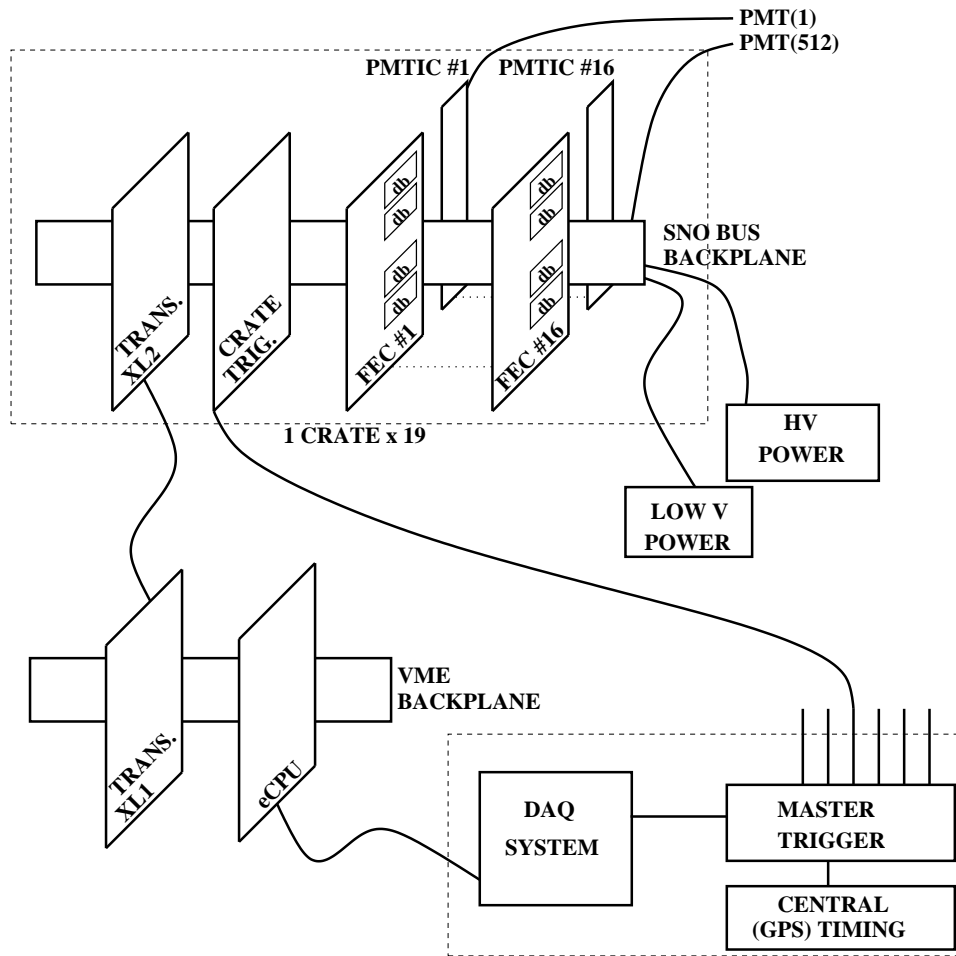 PMT(1)
PMT(512)
PMTIC #1
PMTIC #16
db
db
db
db
db
db
db
db
SNO BUS
BACKPLANE
TRANS.
XL2
CRATE
TRIG.
FEC #1
FEC #16
1 CRATE x 19
HV
POWER
LOW V
POWER
VME
BACKPLANE
TRANS.
XL1
eCPU
DAQ
SYSTEM
MASTER
TRIGGER
CENTRAL
(GPS) TIMING